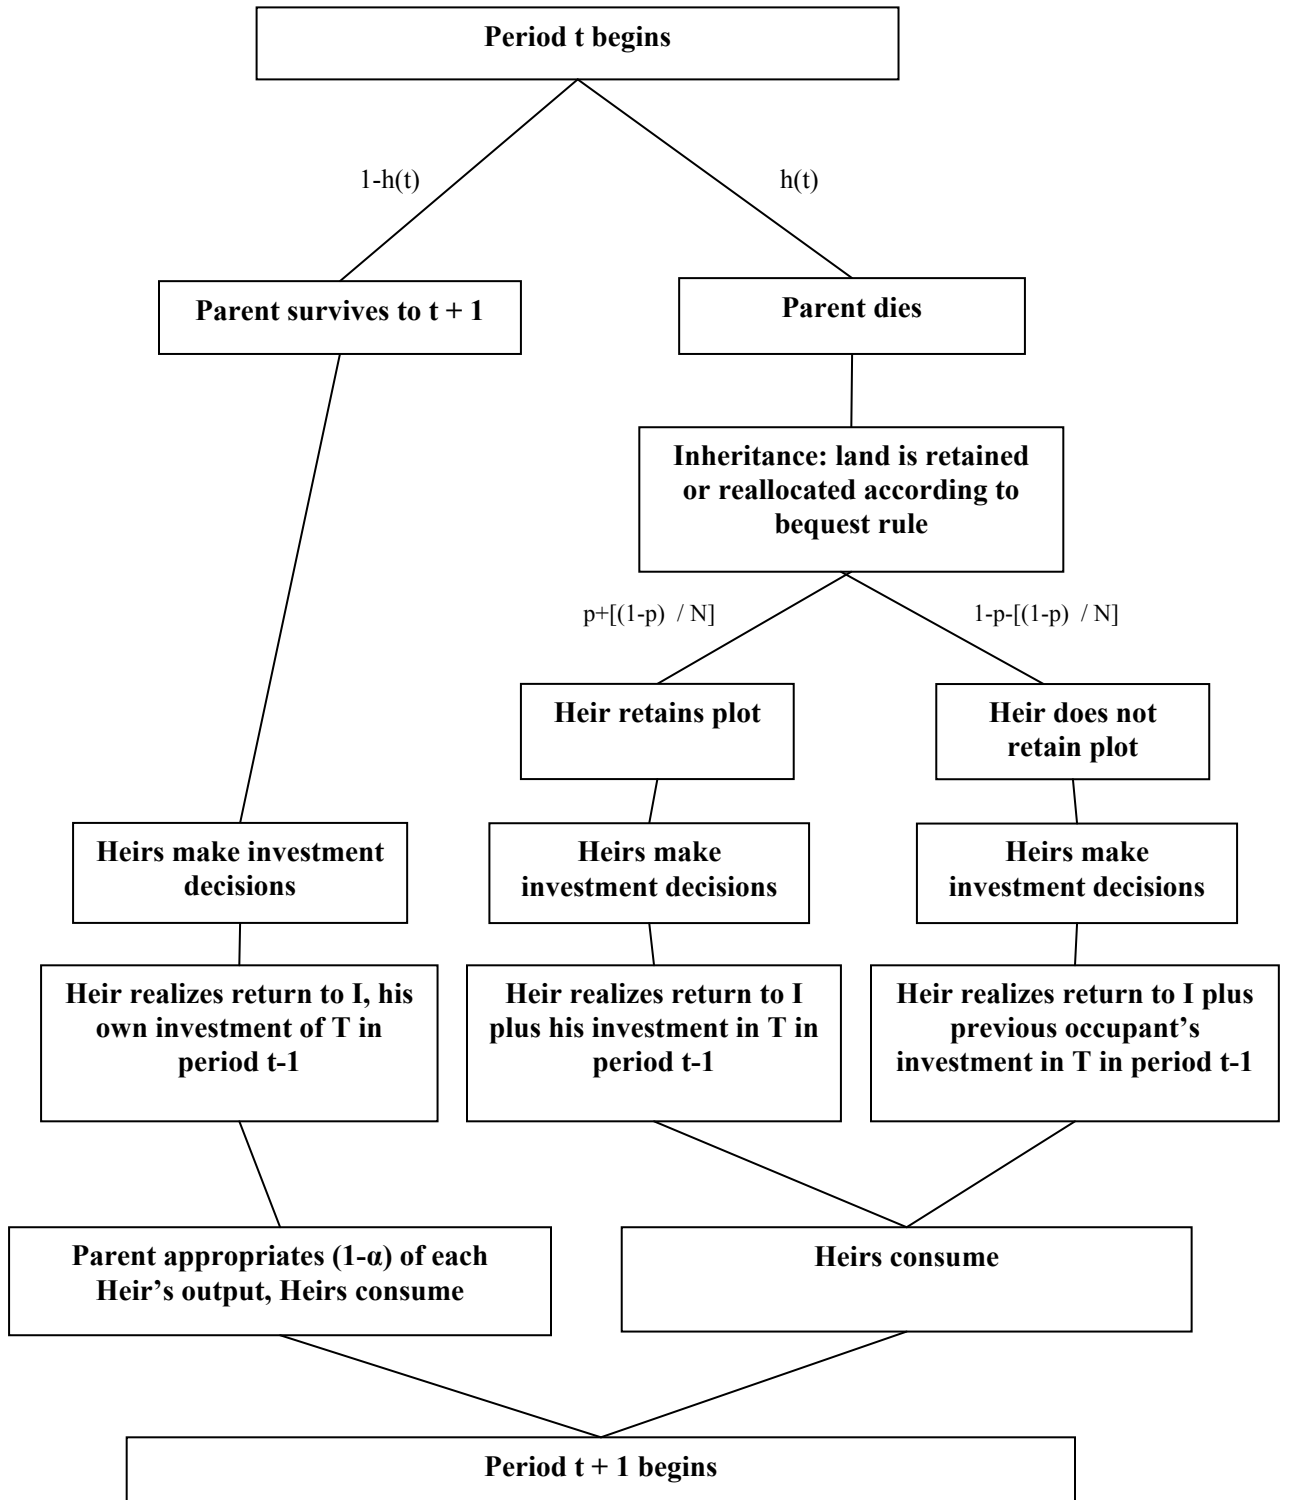 Period t begins
1-h(t)
h(t)
Parent survives to t + 1
Parent dies
Inheritance: land is retained
or reallocated according to
bequest rule
p+[(1-p) / N]
1-p-[(1-p) / N]
Heir retains plot
Heir does not
retain plot
Heirs make investment
decisions
Heirs make
investment decisions
Heirs make
investment decisions
Heir realizes return to I, his
own investment of T in
period t-1
Heir realizes return to I
plus his investment in T in
period t-1
Heir realizes return to I plus
previous occupant’s
investment in T in period t-1
Parent appropriates (1-α) of each
Heir’s output, Heirs consume
Heirs consume
Period t + 1 begins